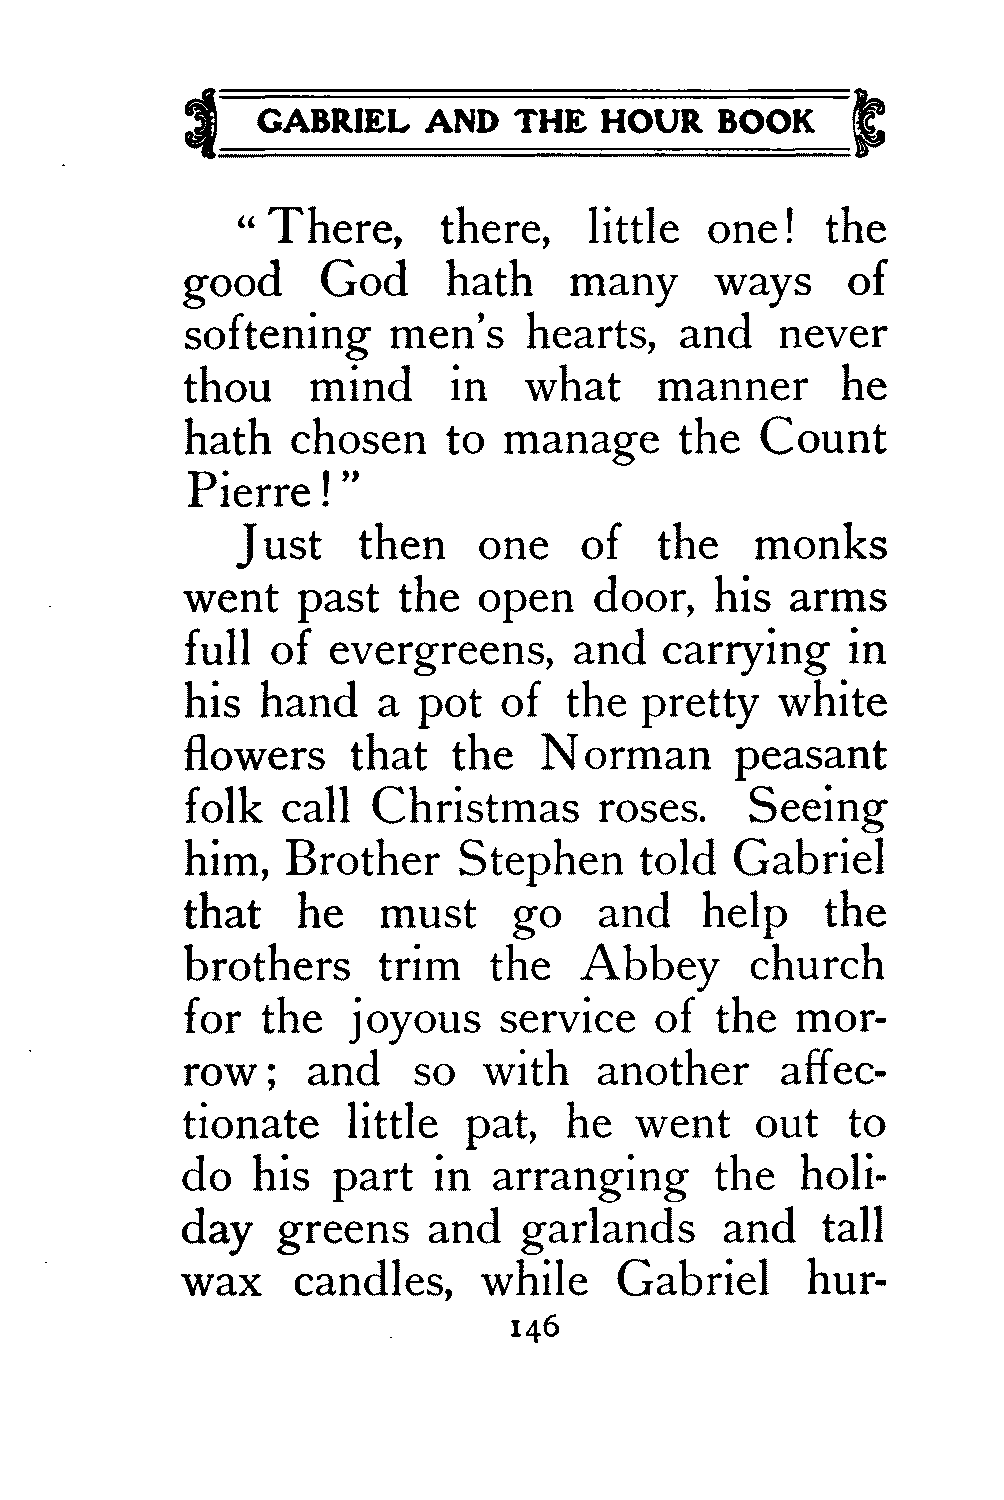 GABRIEL AND THE HOUR BOOK
“ There, there, little one! the
good God hath many ways of
softening men's hearts, and never
thou mind in what manner he
hath chosen to manage the Count
Pierre ! ”
Just then one of the monks
went past the open door, his arms
full of evergreens, and carrying in
his hand a pot of the pretty white
flowers that the Norman peasant
folk call Christmas roses. Seeing
him, Brother Stephen told Gabriel
that he must go and help the
brothers trim the Abbey church
for the joyous service of the mor-
row ; and so with another affec-
tionate little pat, he went out to
do his part in arranging the holi-
day greens and garlands and tall
wax candles, while Gabriel hur-
146